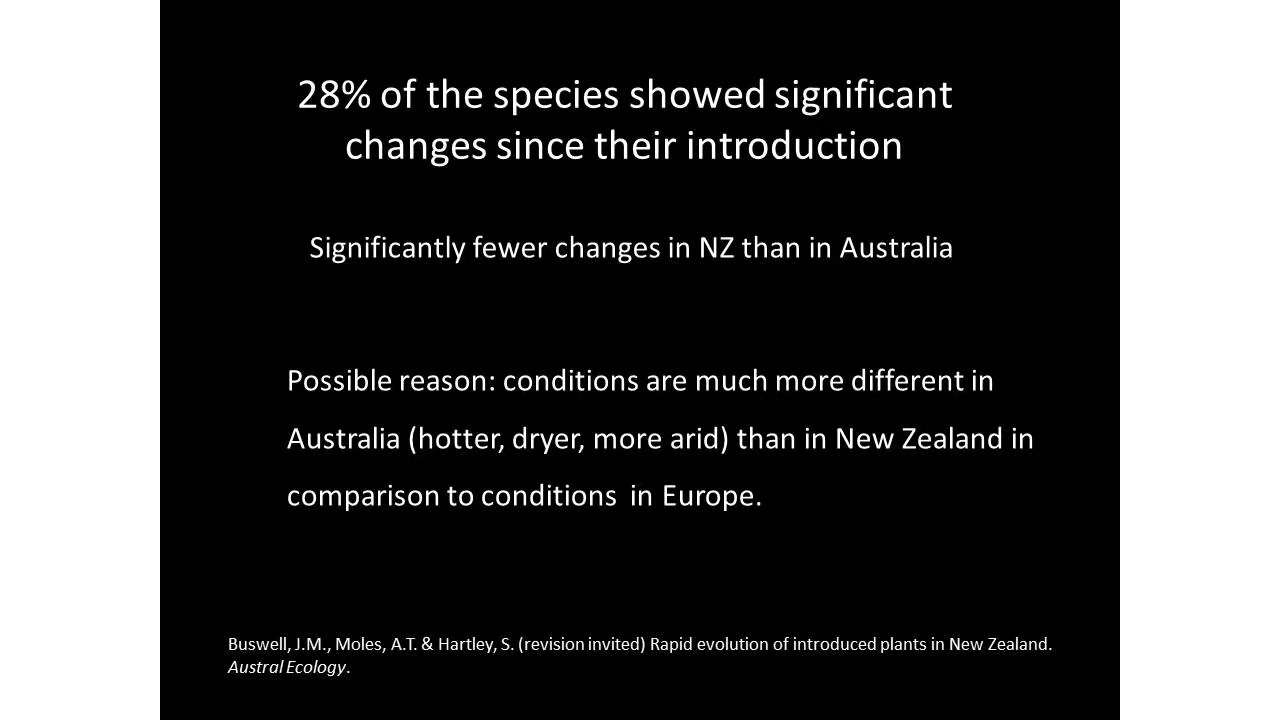 28% of the species showed significant
changes since their introduction
Significantly fewer changes in NZ than in Australia
Possible reason: conditions are much more different in
Australia (hotter, dryer, more arid) than in New Zealand in
comparison to conditions  in Europe.
Buswell, J.M., Moles, A.T. & Hartley, S. (revision invited) Rapid evolution of introduced plants in New Zealand.
Austral Ecology.